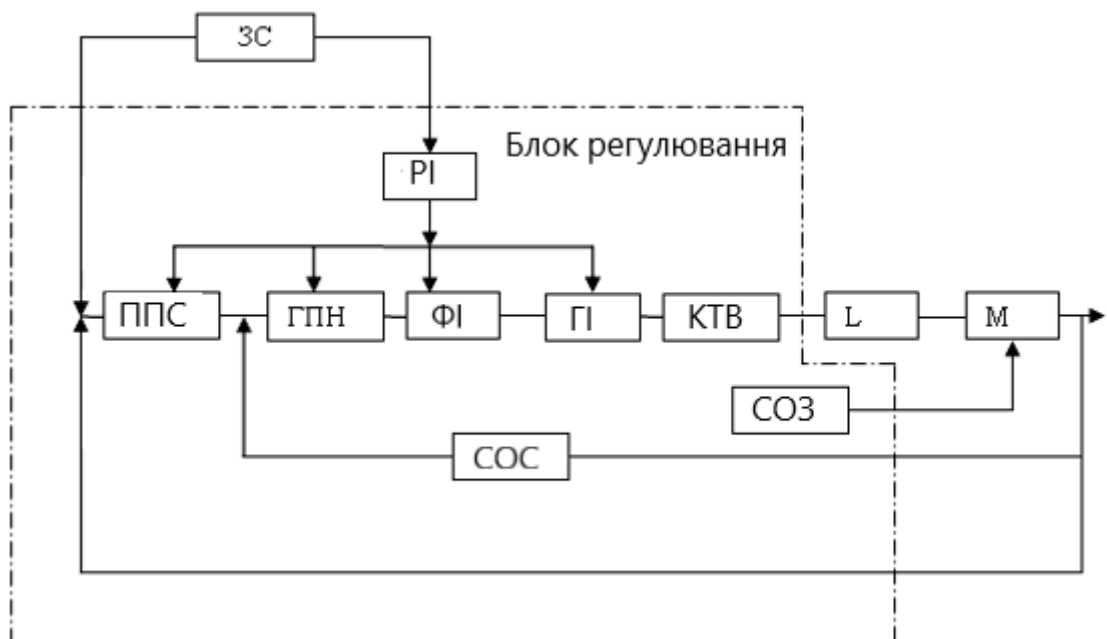 ЗС
Блок регулювання
РІ
ППС
ГПН
ФІ
ГІ
КТВ
L
М
СОЗ
СОС